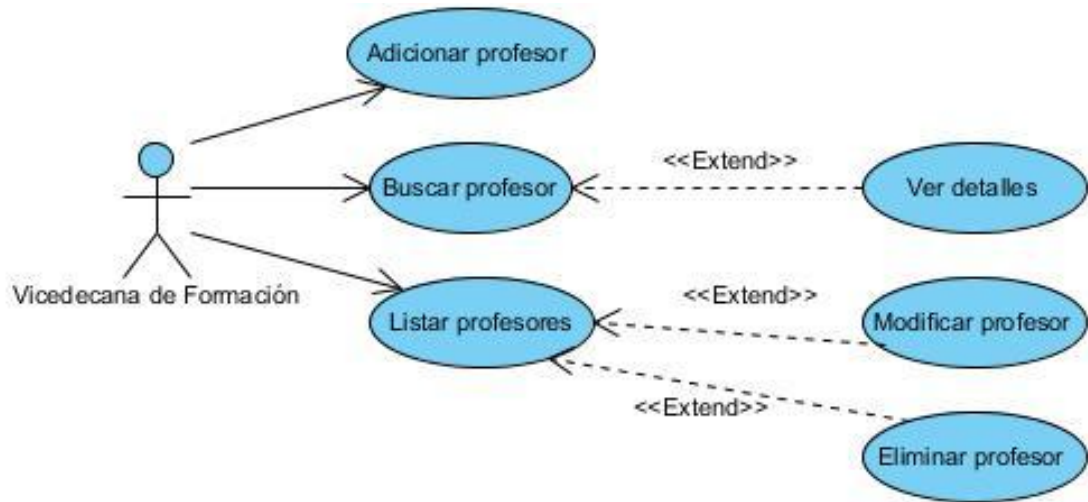 Adicionar profesor
<<Extend>>
Buscar profesor
Ver detalles
Vicedecana de Formación
<<Extend>>
Listar profesores
Modificar profesor
<<Extend>>
Eliminar profesor